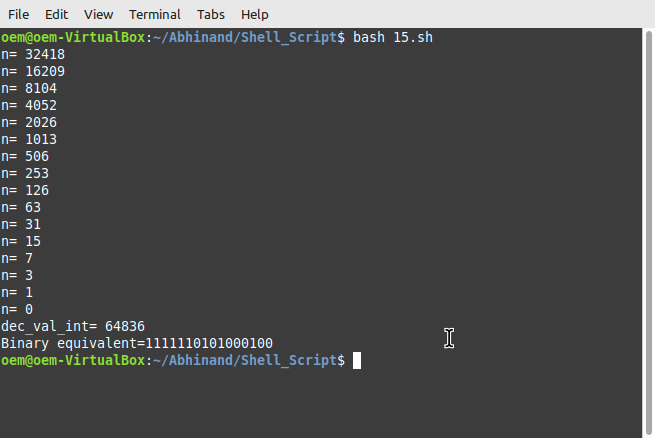 File Edit View Terminal Tabs Help
oem@oem-VirtualBox:~/Abhinand/Shell_Script$ bash 15.sh
n= 32418
n= 16209
n= 8104
n= 4052
n= 2026
n= 1013
n= 506
n= 253
n= 126
n= 63
n= 31
n= 15
n= 7
n= 3
n= 1
n= 0
dec_val_int= 64836
Binary equivalent=1111110101000100
oem@oem-VirtualBox:~/Abhinand/Shell_Script$